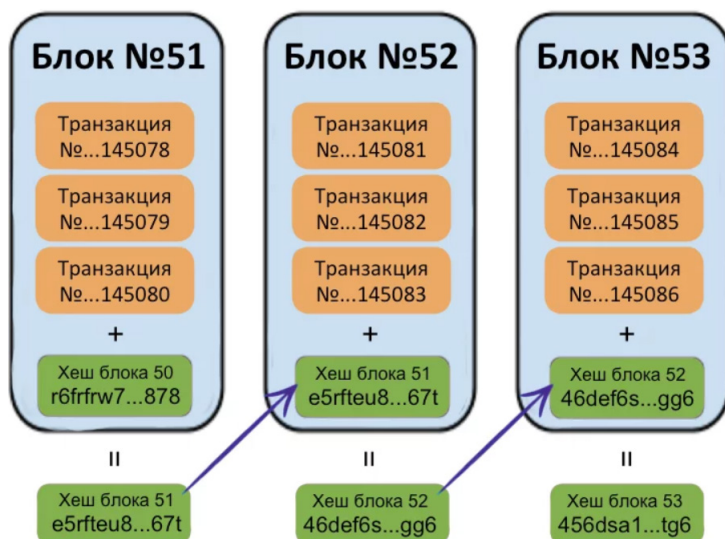 Блок №51
Транзакция
№...145078
Транзакция
№...145079
Транзакция
№...145080
+
Хеш блока 50
r6frfrw7...878
=
Хеш блока 51
e5rfteu8...67t
Блок №52
Транзакция
№...145081
Транзакция
№...145082
Транзакция
№...145083
+
Хеш блока 51
e5rfteu8...67t
=
Хеш блока 52
46def6s...gg6
Блок №53
Транзакция
№...145084
Транзакция
№...145085
Транзакция
№...145086
+
Хеш блока 52
46def6s...gg6
=
Хеш блока 53
456dsa1...tg6